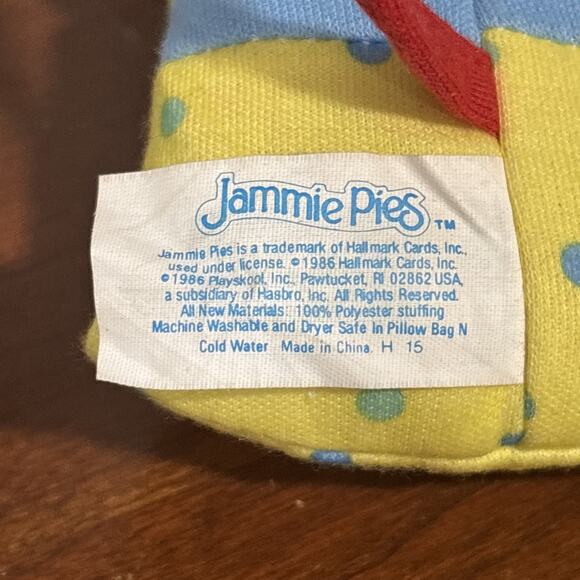 Jammie Pies TM
Jammie Pies is a trademark of Hallmark Cards, Inc.,
used under license. © 1986 Hallmark Cards, Inc.
© 1986 Playskool, Inc., Pawtucket, RI 02862 USA,
a subsidiary of Hasbro, Inc. All Rights Reserved.
All New Materials: 100% Polyester stuffing
Machine Washable and Dryer Safe In Pillow Bag N
Cold Water Made in China. H 15